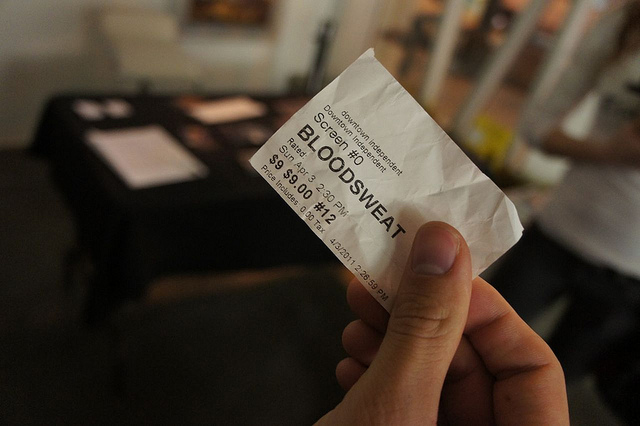 downtown independent
Downtown Independent
Screen #0
BLOODSWEAT
Rated:
Sun Apr 3 2:30 PM
$9 $9.00 #12
Price Includes 0.00 Tax 4/3/2011 2:26:59 PM